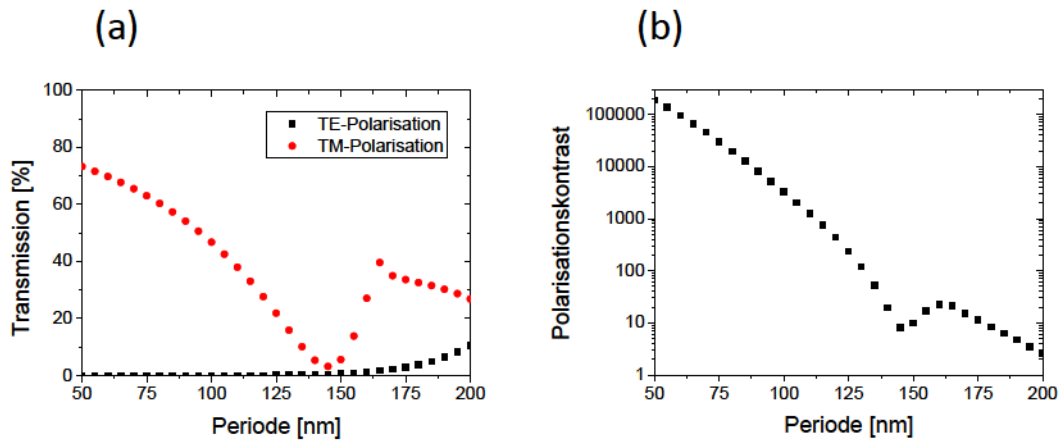 (a)
(b)
100
80
60
40
20
0
Transmission [%]
TE-Polarisation
TM-Polarisation
50 75 100 125 150 175 200
Periode [nm]
100000
10000
1000
100
10
1
Polarisationskontrast
50 75 100 125 150 175 200
Periode [nm]